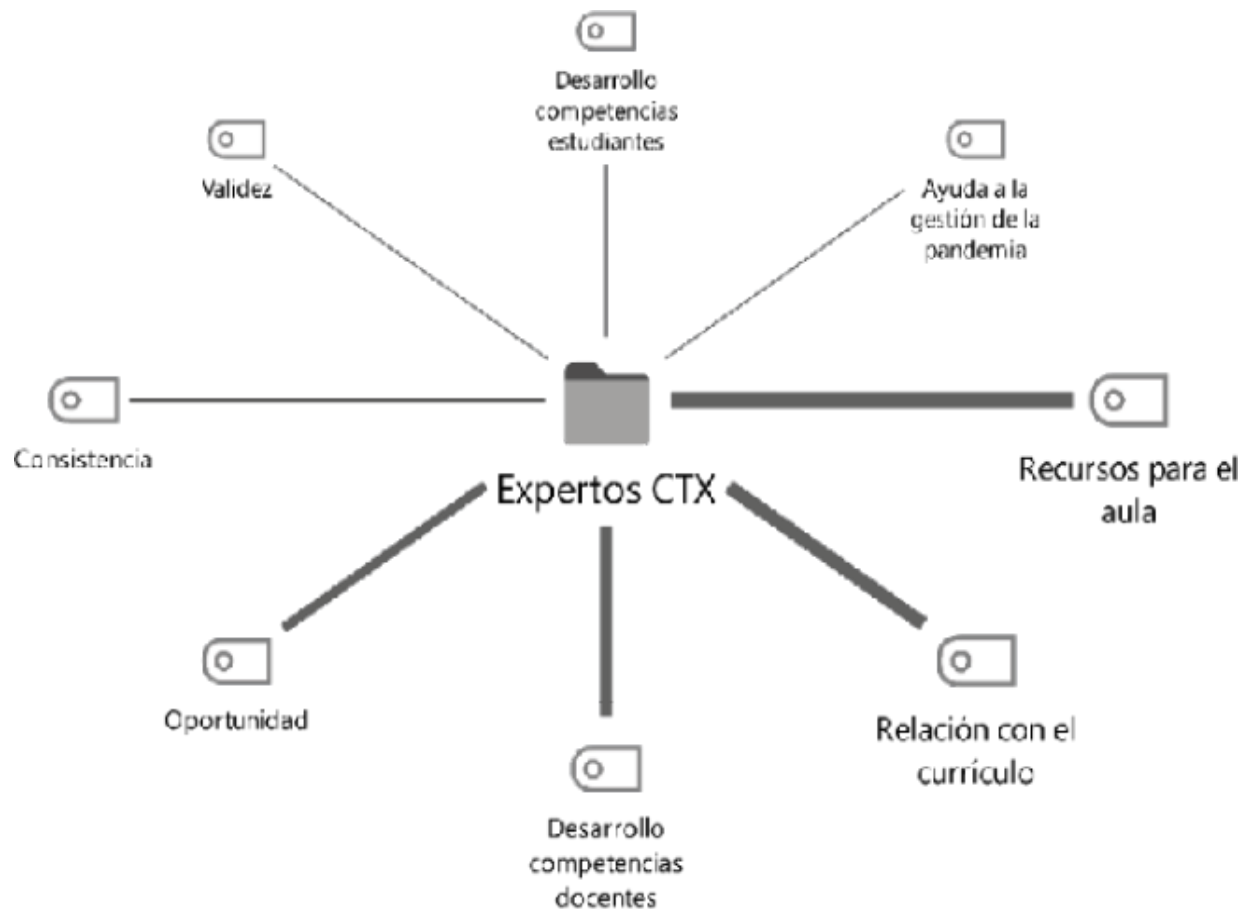 Desarrollo
competencias
estudiantes
Validez
Ayuda a la
gestión de la
pandemia
Consistencia
Expertos CTX
Recursos para el
aula
Oportunidad
Relación con el
currículo
Desarrollo
competencias
docentes